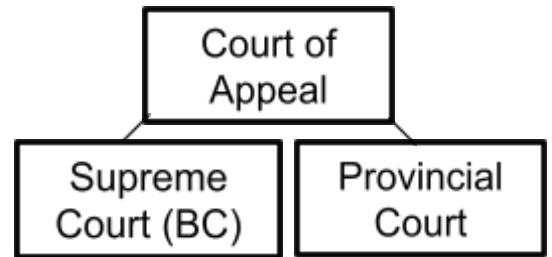 Court of
Appeal
Supreme
Court (BC)
Provincial
Court